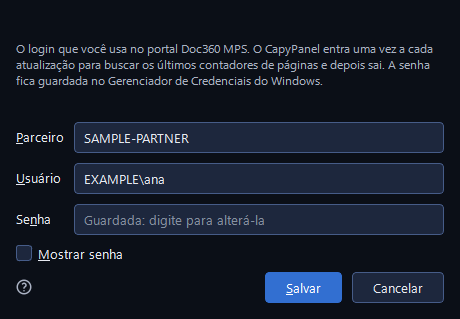 O login que você usa no portal Doc360 MPS. O CapyPanel entra uma vez a cada
atualização para buscar os últimos contadores de páginas e depois sai. A senha
fica guardada no Gerenciador de Credenciais do Windows.
Parceiro SAMPLE-PARTNER
Usuário EXAMPLE\ana
Senha Guardada: digite para alterá-la
Mostrar senha
? Salvar Cancelar